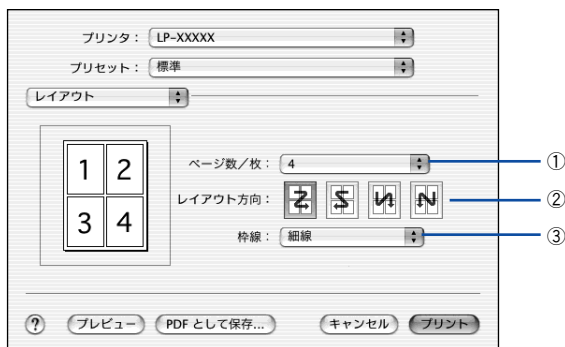 プリンタ： LP-XXXXX
プリセット： 標準
レイアウト
1 2
3 4
ページ数／枚： 4 ①
レイアウト方向： ②
枠線： 細線 ③
? プレビュー PDF として保存... キャンセル プリント